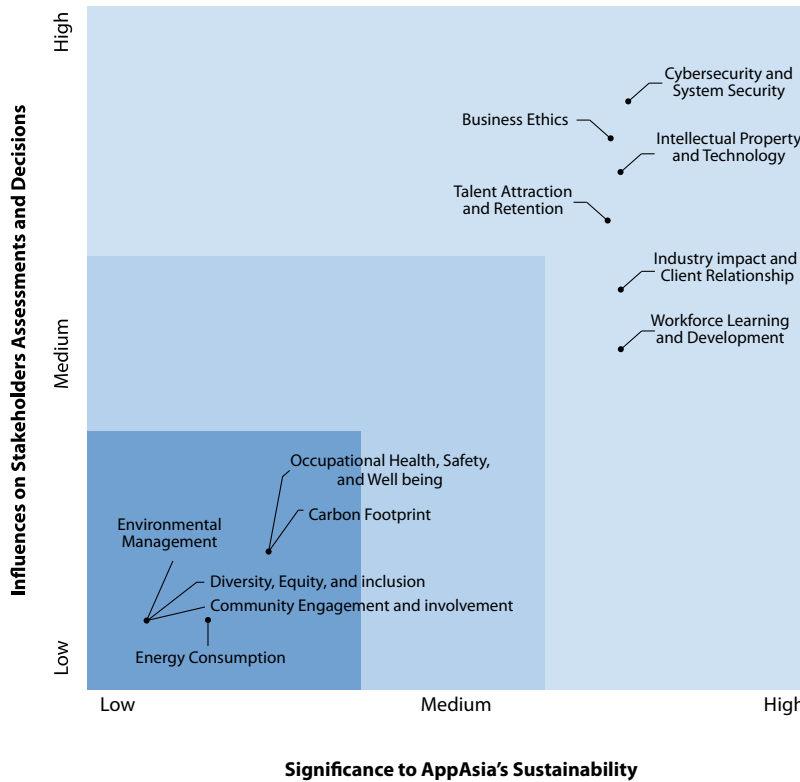 High
Cybersecurity and
System Security
Business Ethics
Intellectual Property
and Technology
Talent Attraction
and Retention
Industry impact and
Client Relationship
Workforce Learning
and Development
Medium
Occupational Health, Safety,
and Well being
Carbon Footprint
Environmental
Management
Diversity, Equity, and inclusion
Community Engagement and involvement
Energy Consumption
Low
Influences on Stakeholders Assessments and Decisions
Low
Medium
High
Significance to AppAsia's Sustainability